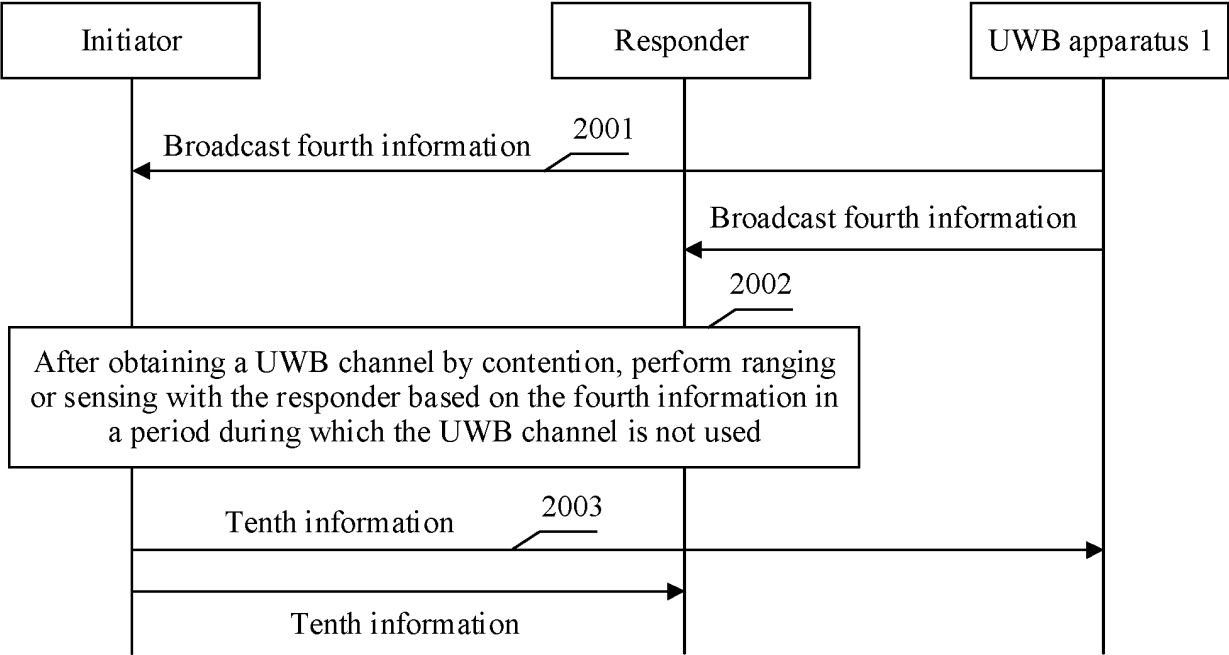 Initiator
Responder
UWB apparatus 1
2001
Broadcast fourth information
Broadcast fourth information
2002
After obtaining a UWB channel by contention, perform ranging
or sensing with the responder based on the fourth information in
a period during which the UWB channel is not used
2003
Tenth information
Tenth information